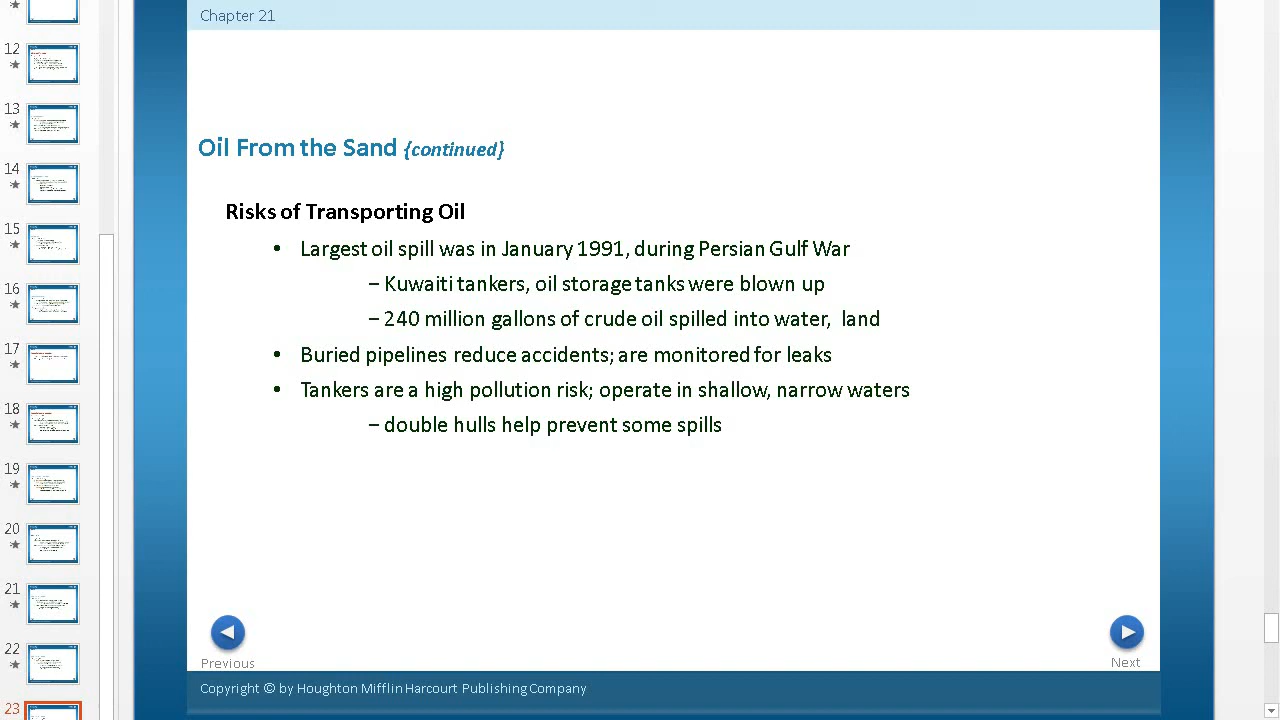 Chapter 21
12
13
14
15
16
17
18
19
20
21
22
23
Oil From the Sand {continued}
Risks of Transporting Oil
• Largest oil spill was in January 1991, during Persian Gulf War
– Kuwaiti tankers, oil storage tanks were blown up
– 240 million gallons of crude oil spilled into water, land
• Buried pipelines reduce accidents; are monitored for leaks
• Tankers are a high pollution risk; operate in shallow, narrow waters
– double hulls help prevent some spills
Previous
Next
Copyright © by Houghton Mifflin Harcourt Publishing Company